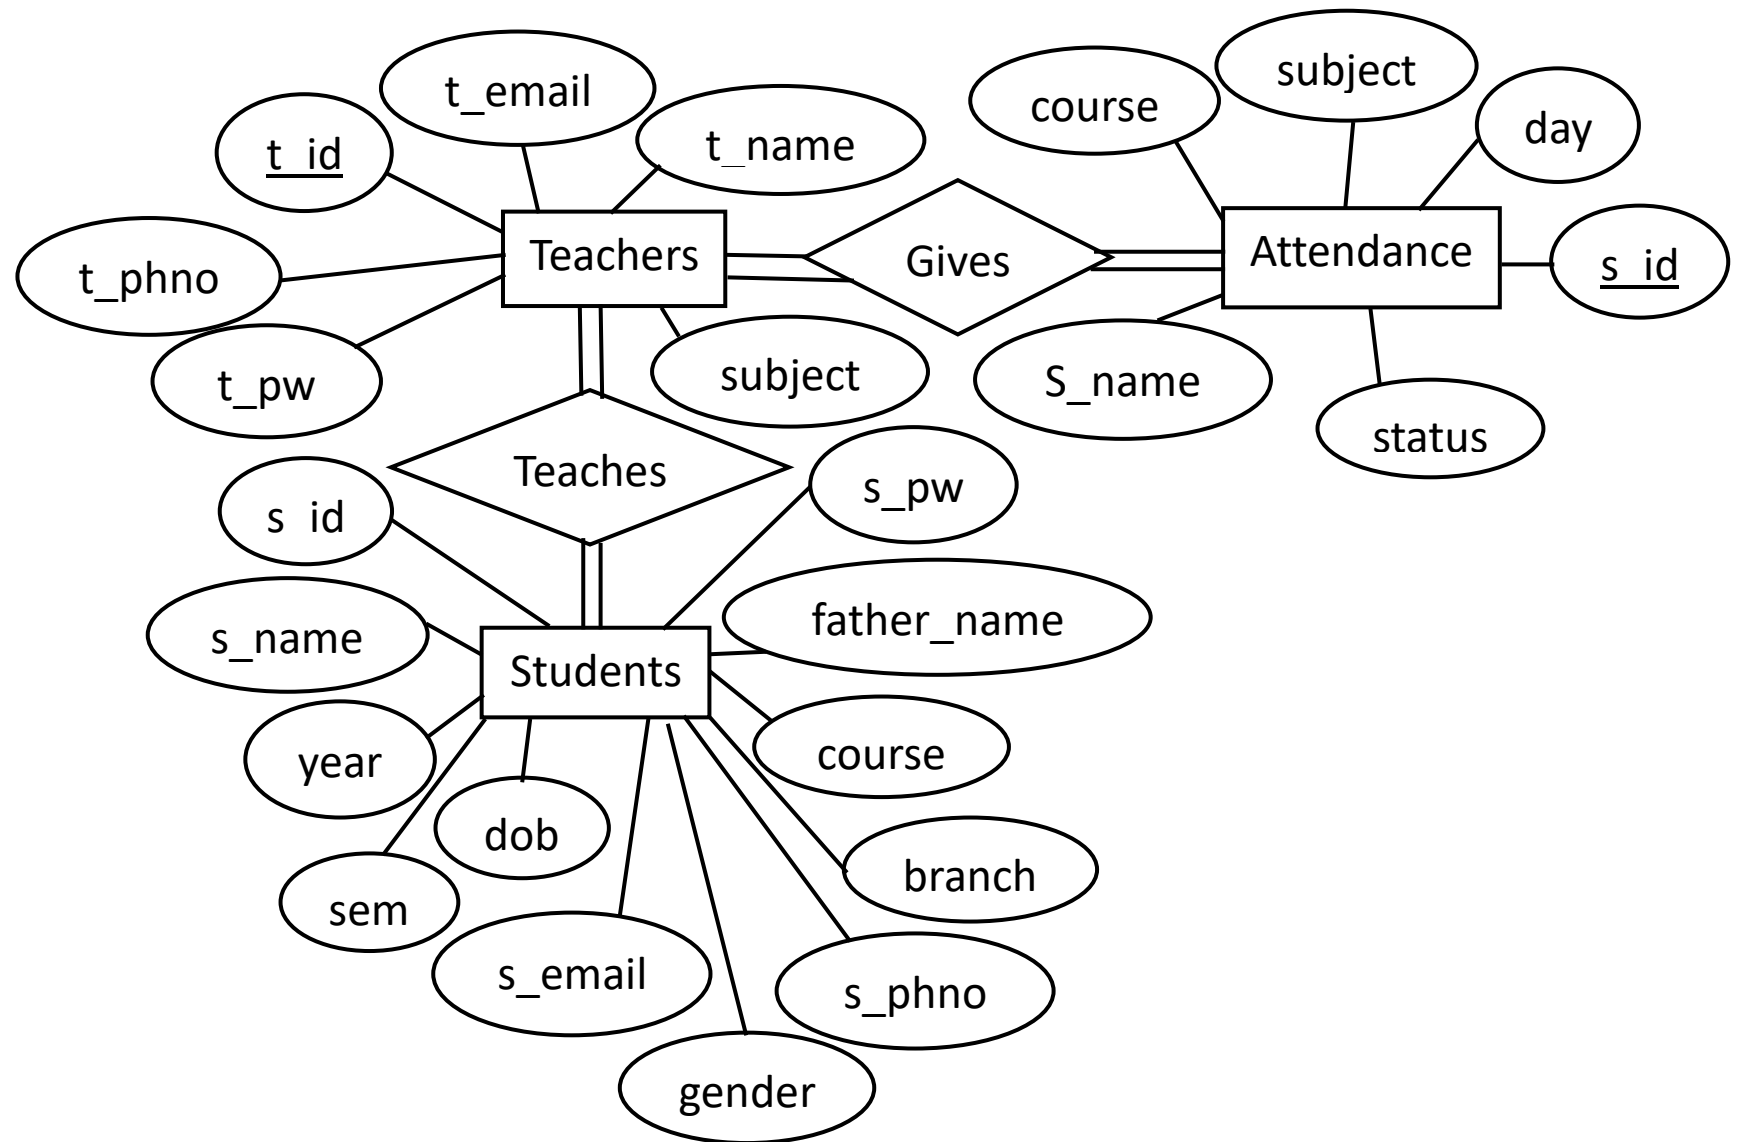 t_email
subject
course
day
t_name
t_id
Teachers
Gives
Attendance
s_id
t_phno
t_pw
subject
S_name
status
Teaches
s_pw
s_id
father_name
s_name
Students
year
course
dob
branch
sem
s_email
s_phno
gender